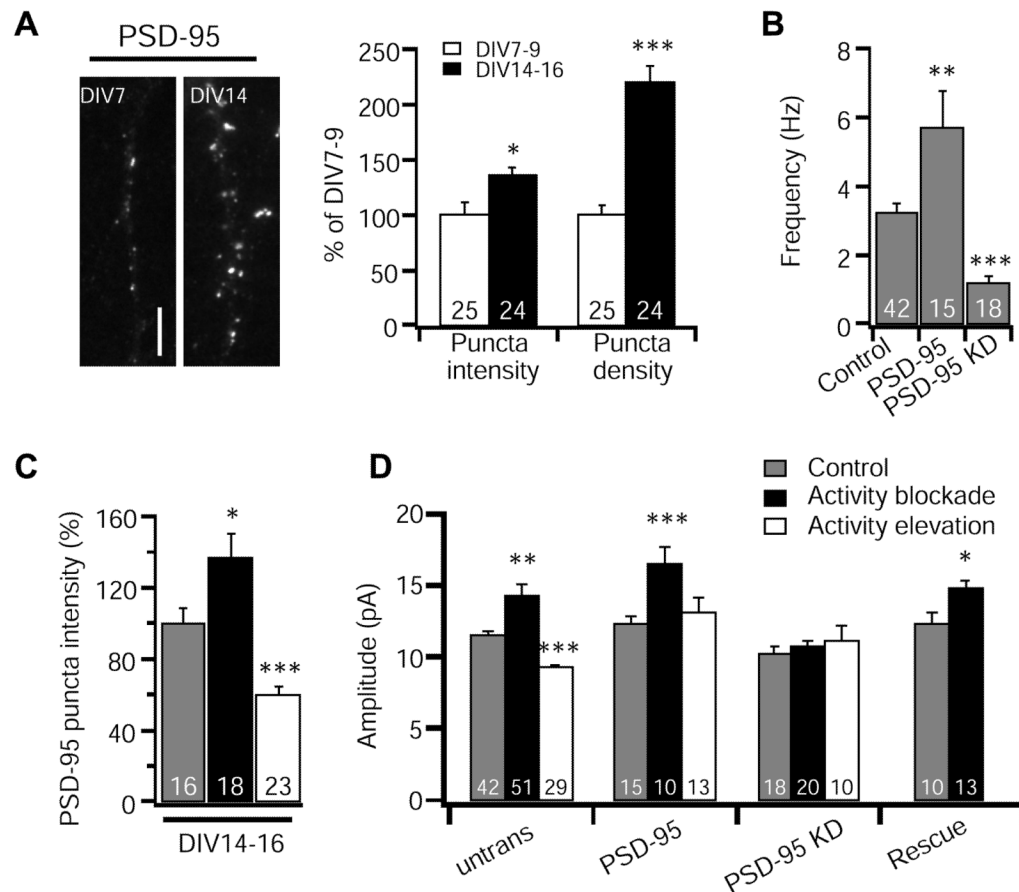 A
PSD-95
DIV7
DIV14
% of DIV7-9
250
200
150
100
50
0
DIV7-9
DIV14-16
*
***
25
24
25
24
Puncta intensity
Puncta density
B
Frequency (Hz)
8
6
4
2
0
**
***
42
15
18
Control
PSD-95
PSD-95 KD
C
PSD-95 puncta intensity (%)
160
120
80
40
0
*
***
16
18
23
DIV14-16
D
Control
Activity blockade
Activity elevation
Amplitude (pA)
20
15
10
5
0
**
***
***
*
42
51
29
15
10
13
18
20
10
10
13
untrans
PSD-95
PSD-95 KD
Rescue